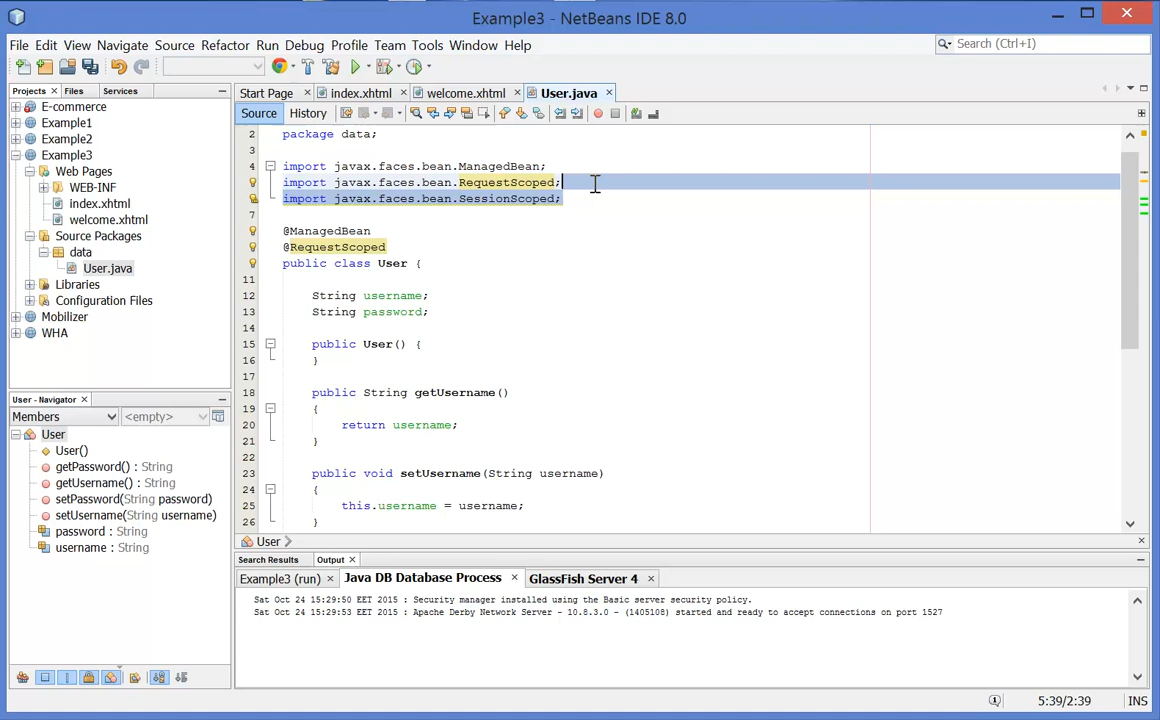 Example3 - NetBeans IDE 8.0
File Edit View Navigate Source Refactor Run Debug Profile Team Tools Window Help
Search (Ctrl+I)
Projects Files Services
Start Page index.xhtml welcome.xhtml User.java
Source History
E-commerce
Example1
Example2
Example3
Web Pages
WEB-INF
index.xhtml
welcome.xhtml
Source Packages
data
User.java
Libraries
Configuration Files
Mobilizer
WHA
User - Navigator
Members <empty>
User
User()
getPassword() : String
getUsername() : String
setPassword(String password)
setUsername(String username)
password : String
username : String
2 package data;
3
4 import javax.faces.bean.ManagedBean;
import javax.faces.bean.RequestScoped;
import javax.faces.bean.SessionScoped;
7
@ManagedBean
@RequestScoped
public class User {
11
12 String username;
13 String password;
14
15 public User() {
16 }
17
18 public String getUsername()
19 {
20 return username;
21 }
22
23 public void setUsername(String username)
24 {
25 this.username = username;
26 }
User
Search Results Output
Example3 (run) Java DB Database Process GlassFish Server 4
Sat Oct 24 15:29:50 EET 2015 : Security manager installed using the Basic server security policy.
Sat Oct 24 15:29:53 EET 2015 : Apache Derby Network Server - 10.8.3.0 - (1405108) started and ready to accept connections on port 1527
5:39/2:39 INS